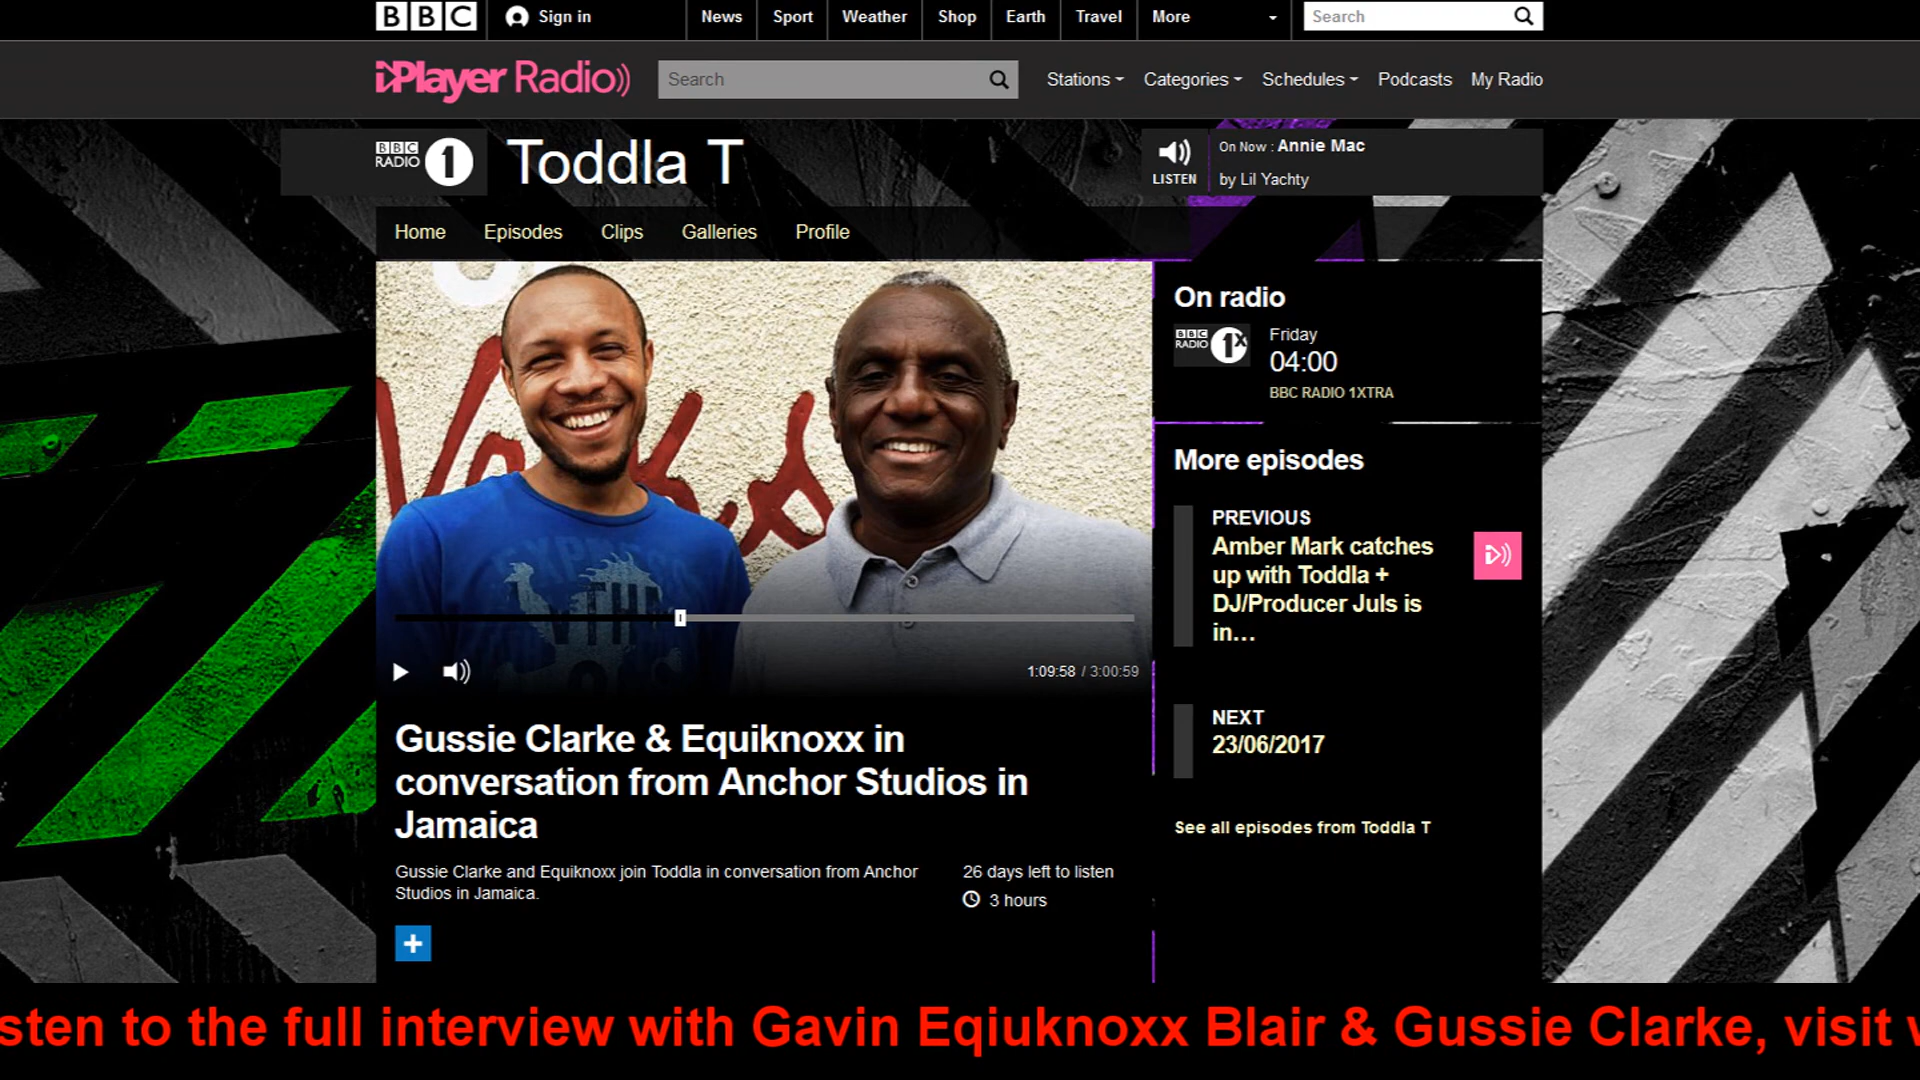 BBC Sign in News Sport Weather Shop Earth Travel More Search
iPlayer Radio Search Stations Categories Schedules Podcasts My Radio
BBC RADIO 1 Toddla T
LISTEN
On Now : Annie Mac
by Lil Yachty
Home Episodes Clips Galleries Profile
1:09:58 / 3:00:59
Gussie Clarke & Equiknoxx in
conversation from Anchor Studios in
Jamaica
Gussie Clarke and Equiknoxx join Toddla in conversation from Anchor
Studios in Jamaica.
26 days left to listen
3 hours
On radio
BBC RADIO 1X
Friday
04:00
BBC RADIO 1XTRA
More episodes
PREVIOUS
Amber Mark catches
up with Toddla +
DJ/Producer Juls is
in...
NEXT
23/06/2017
See all episodes from Toddla T
sten to the full interview with Gavin Eqiuknoxx Blair & Gussie Clarke, visit